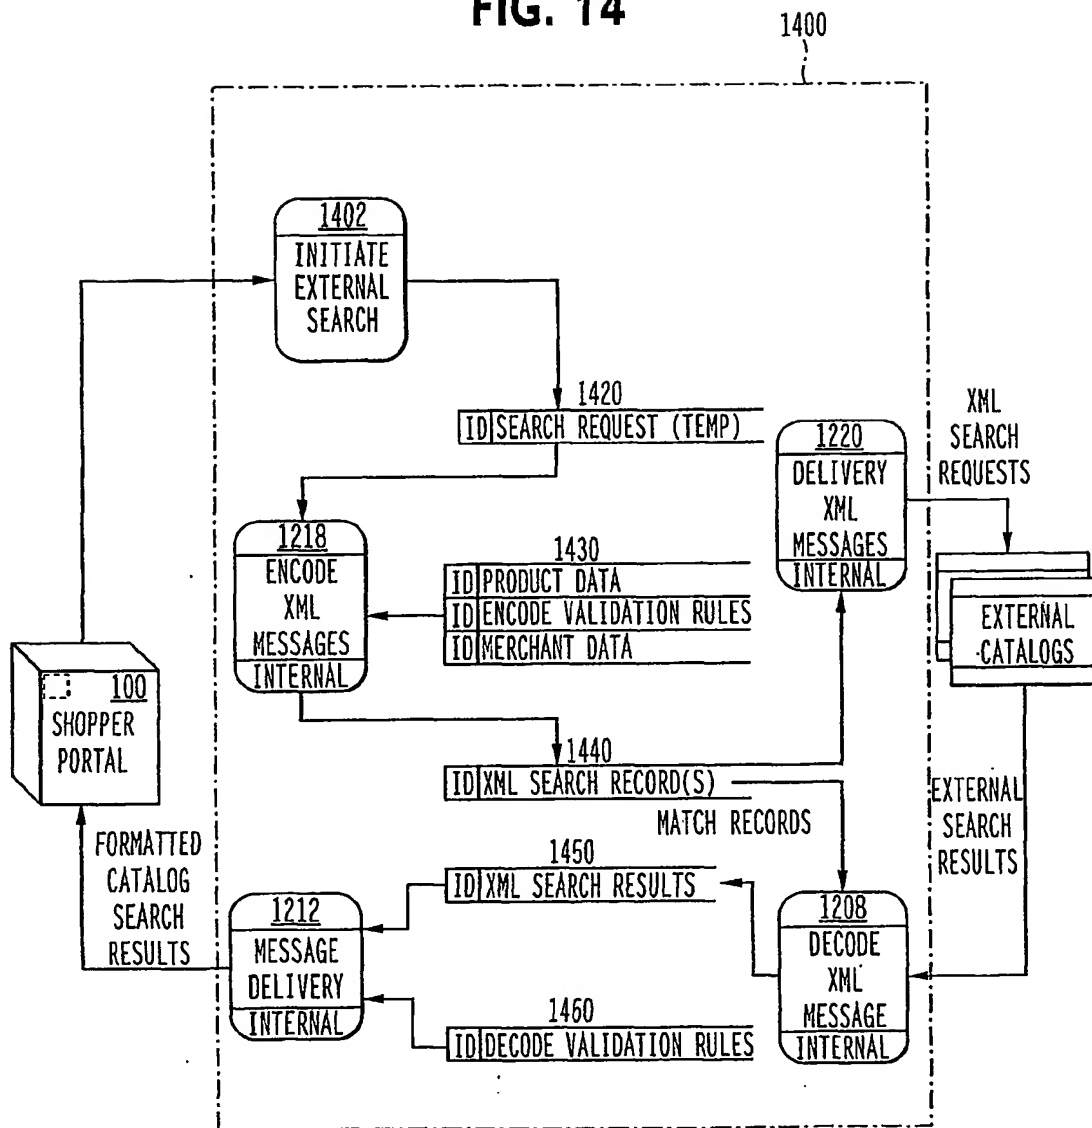 FIG. 14
1400
1402
INITIATE
EXTERNAL
SEARCH
1420
ID SEARCH REQUEST (TEMP)
1220
DELIVERY
XML
MESSAGES
INTERNAL
XML
SEARCH
REQUESTS
1218
ENCODE
XML
MESSAGES
INTERNAL
1430
ID PRODUCT DATA
ID ENCODE VALIDATION RULES
ID MERCHANT DATA
EXTERNAL
CATALOGS
100
SHOPPER
PORTAL
1440
ID XML SEARCH RECORD(S)
MATCH RECORDS
EXTERNAL
SEARCH
RESULTS
FORMATTED
CATALOG
SEARCH
RESULTS
1450
ID XML SEARCH RESULTS
1212
MESSAGE
DELIVERY
INTERNAL
1208
DECODE
XML
MESSAGE
INTERNAL
1460
ID DECODE VALIDATION RULES